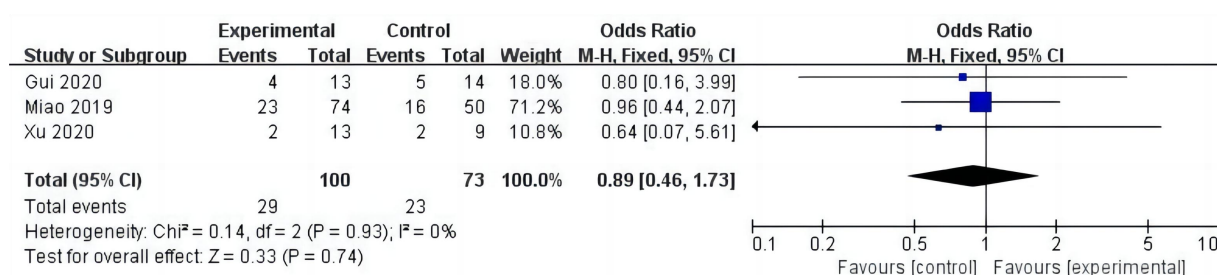 Experimental Control Odds Ratio Odds Ratio
Study or Subgroup Events Total Events Total Weight M-H, Fixed, 95% CI M-H, Fixed, 95% CI
Gui 2020 4 13 5 14 18.0% 0.80 [0.16, 3.99]
Miao 2019 23 74 16 50 71.2% 0.96 [0.44, 2.07]
Xu 2020 2 13 2 9 10.8% 0.64 [0.07, 5.61]
Total (95% CI) 100 73 100.0% 0.89 [0.46, 1.73]
Total events 29 23
Heterogeneity: Chi² = 0.14, df = 2 (P = 0.93); I² = 0%
Test for overall effect: Z = 0.33 (P = 0.74)
0.1 0.2 0.5 1 2 5 10
Favours [control] Favours [experimental]